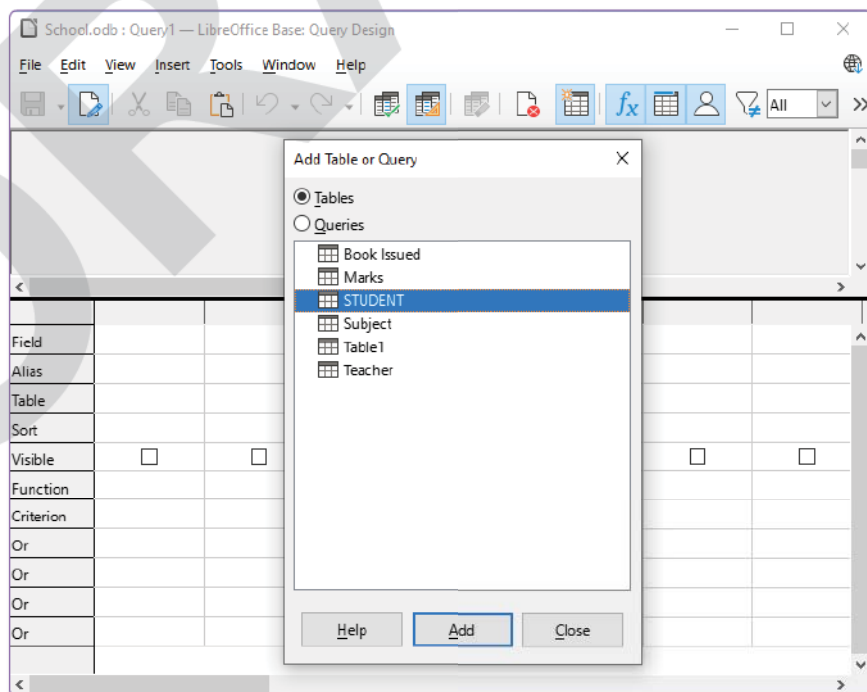 School.odb : Query1 — LibreOffice Base: Query Design
File Edit View Insert Tools Window Help
fx All
Add Table or Query
Tables
Queries
Book Issued
Marks
STUDENT
Subject
Table1
Teacher
Field
Alias
Table
Sort
Visible
Function
Criterion
Or
Or
Or
Or
Help Add Close